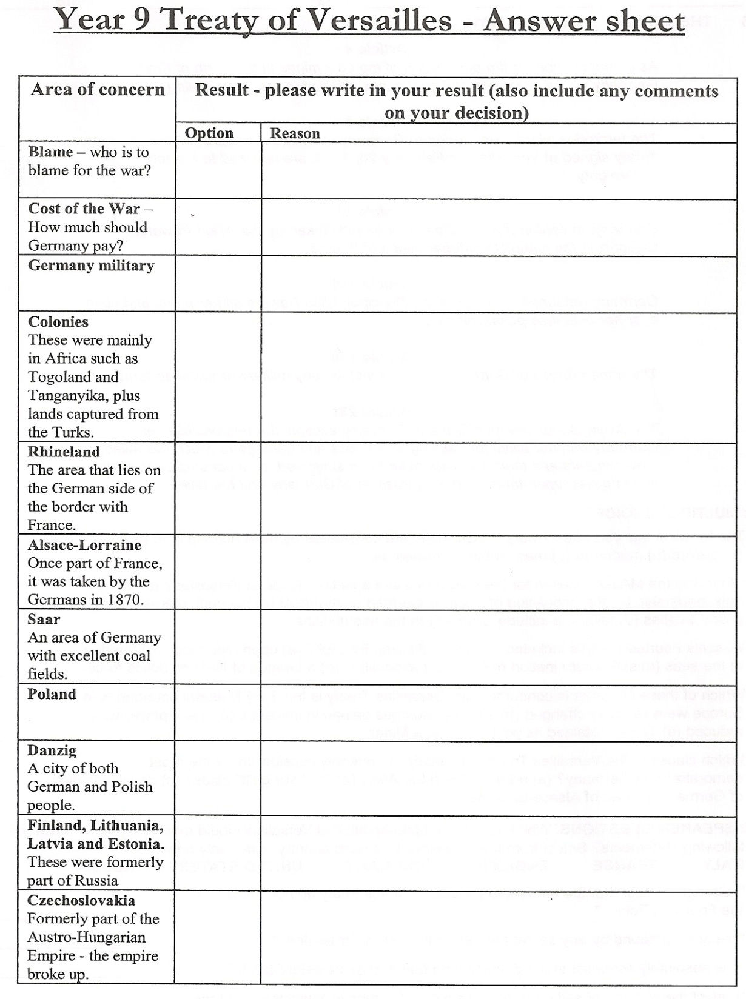 Year 9 Treaty of Versailles - Answer sheet
Area of concern
Result - please write in your result (also include any comments
on your decision)
Option
Reason
Blame – who is to
blame for the war?
Cost of the War –
How much should
Germany pay?
Germany military
Colonies
These were mainly
in Africa such as
Togoland and
Tanganyika, plus
lands captured from
the Turks.
Rhineland
The area that lies on
the German side of
the border with
France.
Alsace-Lorraine
Once part of France,
it was taken by the
Germans in 1870.
Saar
An area of Germany
with excellent coal
fields.
Poland
Danzig
A city of both
German and Polish
people.
Finland, Lithuania,
Latvia and Estonia.
These were formerly
part of Russia
Czechoslovakia
Formerly part of the
Austro-Hungarian
Empire - the empire
broke up.